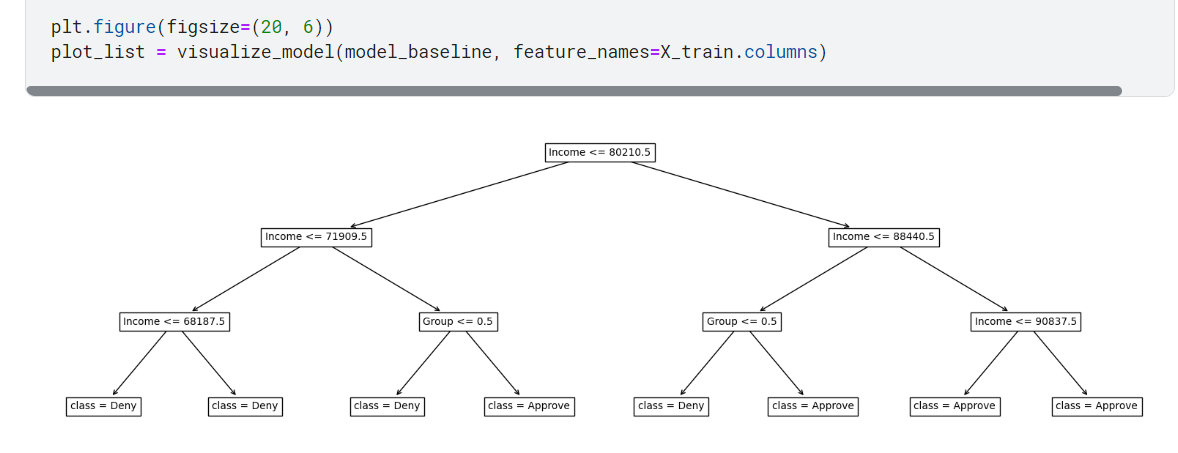 plt.figure(figsize=(20, 6))
plot_list = visualize_model(model_baseline, feature_names=X_train.columns)
Income <= 80210.5
Income <= 71909.5
Income <= 88440.5
Income <= 68187.5
Group <= 0.5
Group <= 0.5
Income <= 90837.5
class = Deny
class = Deny
class = Deny
class = Approve
class = Deny
class = Approve
class = Approve
class = Approve